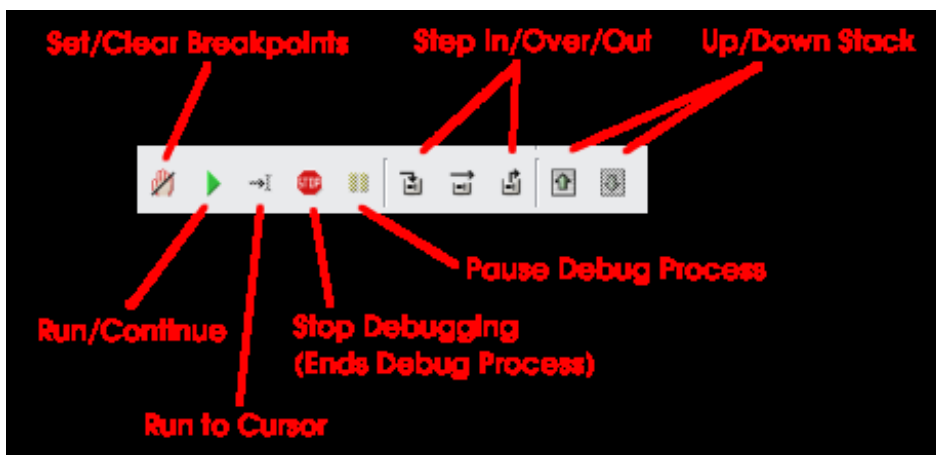 Set/Clear Breakpoints
Step In/Over/Out
Up/Down Stack
STOP
Pause Debug Process
Run/Continue
Stop Debugging
(Ends Debug Process)
Run to Cursor